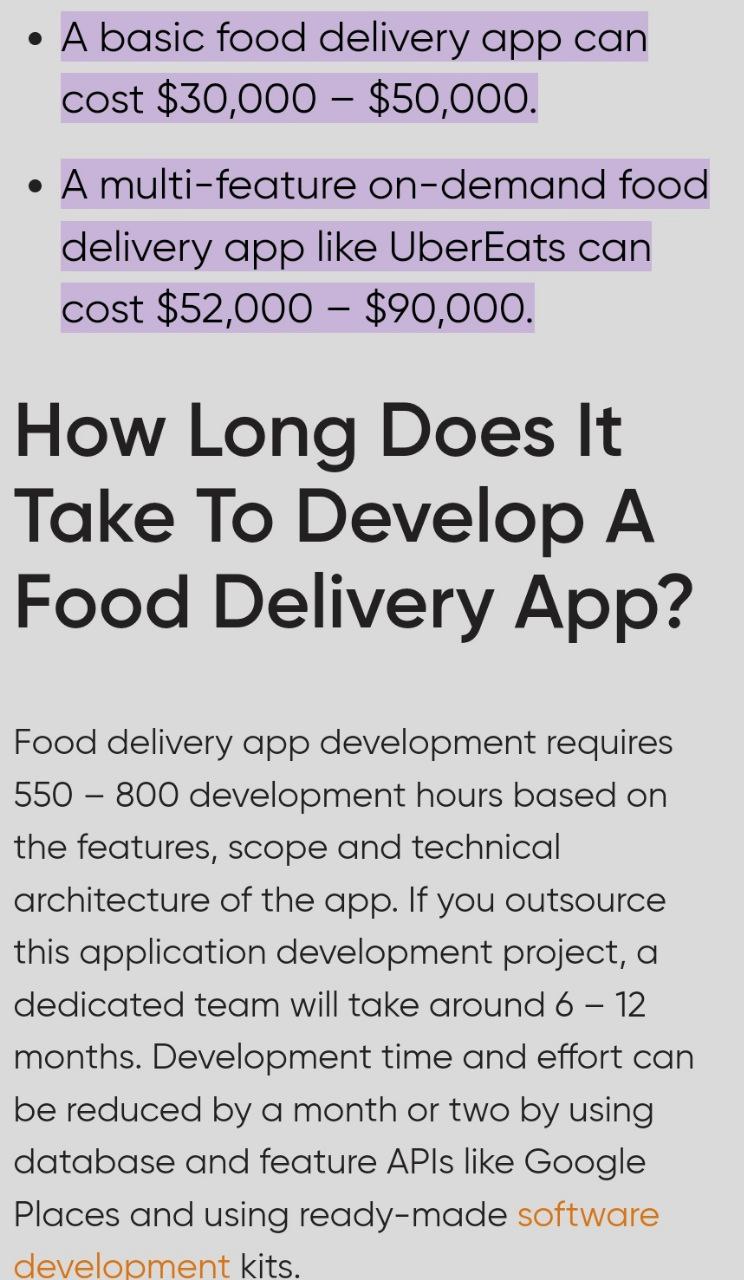 • A basic food delivery app can
cost $30,000 – $50,000.
• A multi-feature on-demand food
delivery app like UberEats can
cost $52,000 – $90,000.
How Long Does It
Take To Develop A
Food Delivery App?
Food delivery app development requires
550 – 800 development hours based on
the features, scope and technical
architecture of the app. If you outsource
this application development project, a
dedicated team will take around 6 – 12
months. Development time and effort can
be reduced by a month or two by using
database and feature APIs like Google
Places and using ready-made software
development kits.